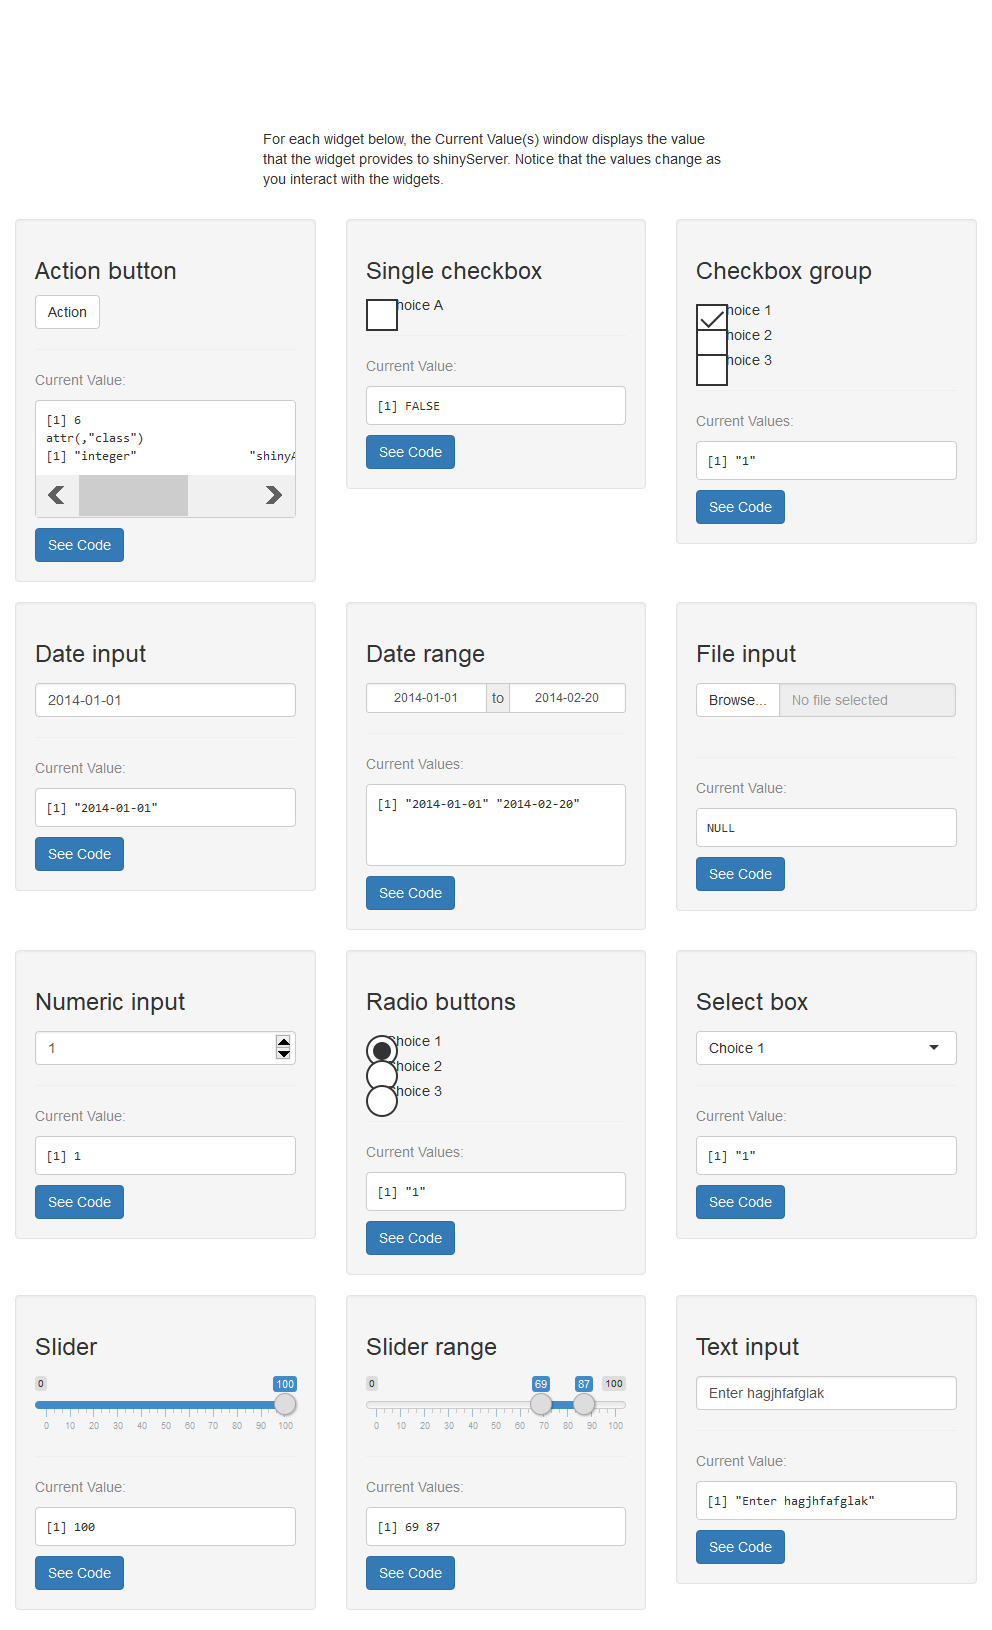 For each widget below, the Current Value(s) window displays the value
that the widget provides to shinyServer. Notice that the values change as
you interact with the widgets.
Action button
Action
Current Value:
[1] 6
attr(,"class")
[1] "integer" "shinyA
See Code
Single checkbox
hoice A
Current Value:
[1] FALSE
See Code
Checkbox group
hoice 1
hoice 2
hoice 3
Current Values:
[1] "1"
See Code
Date input
2014-01-01
Current Value:
[1] "2014-01-01"
See Code
Date range
2014-01-01 to 2014-02-20
Current Values:
[1] "2014-01-01" "2014-02-20"
See Code
File input
Browse... No file selected
Current Value:
NULL
See Code
Numeric input
1
Current Value:
[1] 1
See Code
Radio buttons
Choice 1
Choice 2
Choice 3
Current Values:
[1] "1"
See Code
Select box
Choice 1
Current Value:
[1] "1"
See Code
Slider
0 100
0 10 20 30 40 50 60 70 80 90 100
Current Value:
[1] 100
See Code
Slider range
0 69 87 100
0 10 20 30 40 50 60 70 80 90 100
Current Values:
[1] 69 87
See Code
Text input
Enter hagjhfafglak
Current Value:
[1] "Enter hagjhfafglak"
See Code